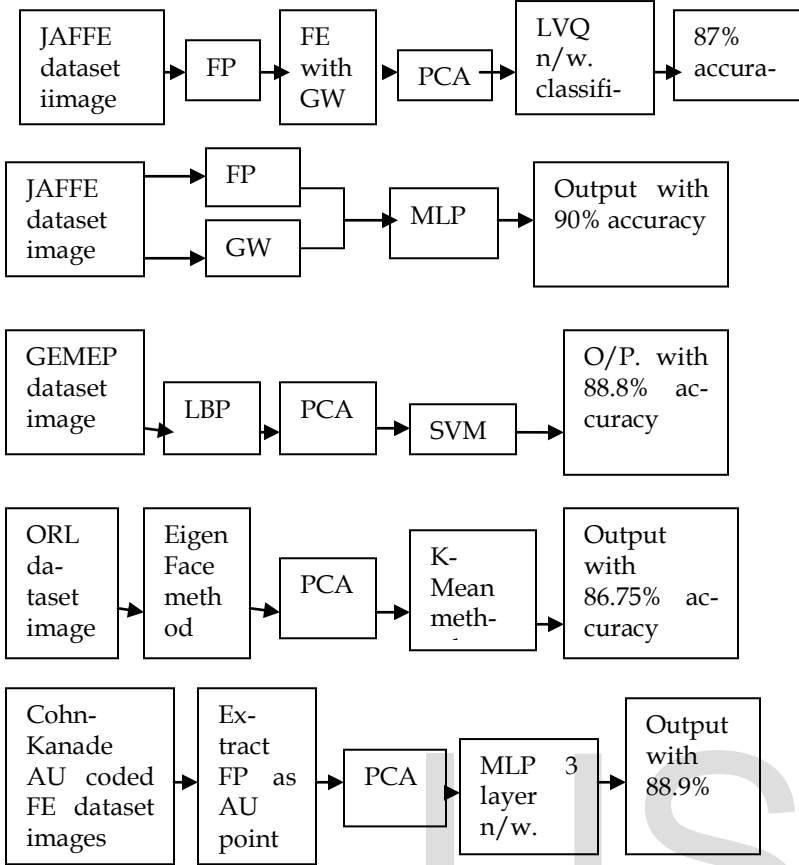 JAFFE
dataset
iimage
FP
FE
with
GW
PCA
LVQ
n/w.
classifi-
87%
accura-
JAFFE
dataset
image
FP
GW
MLP
Output with
90% accuracy
GEMEP
dataset
image
LBP
PCA
SVM
O/P. with
88.8% ac-
curacy
ORL
da-
taset
image
Eigen
Face
meth
od
PCA
K-
Mean
meth-
Output
with
86.75% ac-
curacy
Cohn-
Kanade
AU coded
FE dataset
images
Ex-
tract
FP as
AU
point
PCA
MLP 3
layer
n/w.
Output
with
88.9%